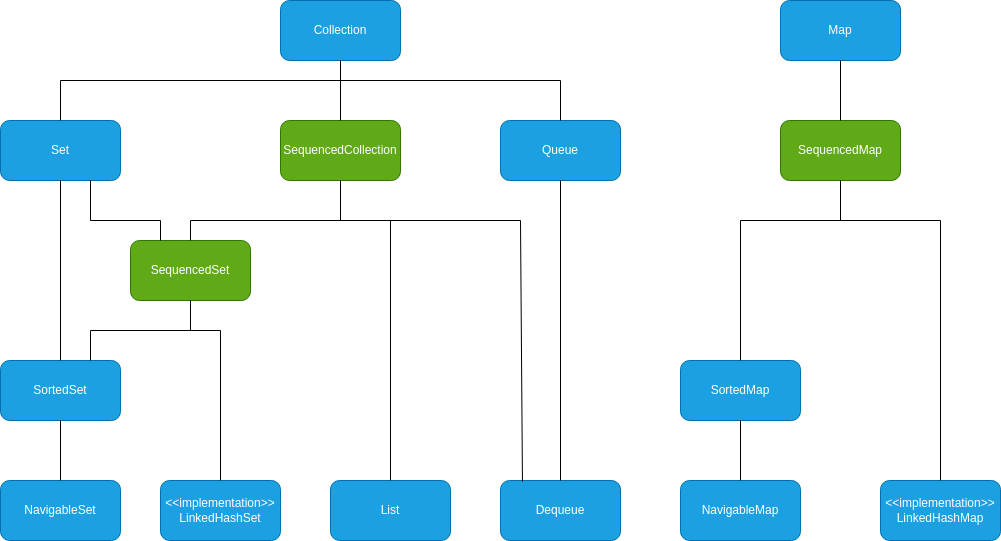 Collection
Map
Set
SequencedCollection
Queue
SequencedMap
SequencedSet
SortedSet
SortedMap
NavigableSet
<<implementation>>
LinkedHashSet
List
Dequeue
NavigableMap
<<implementation>>
LinkedHashMap